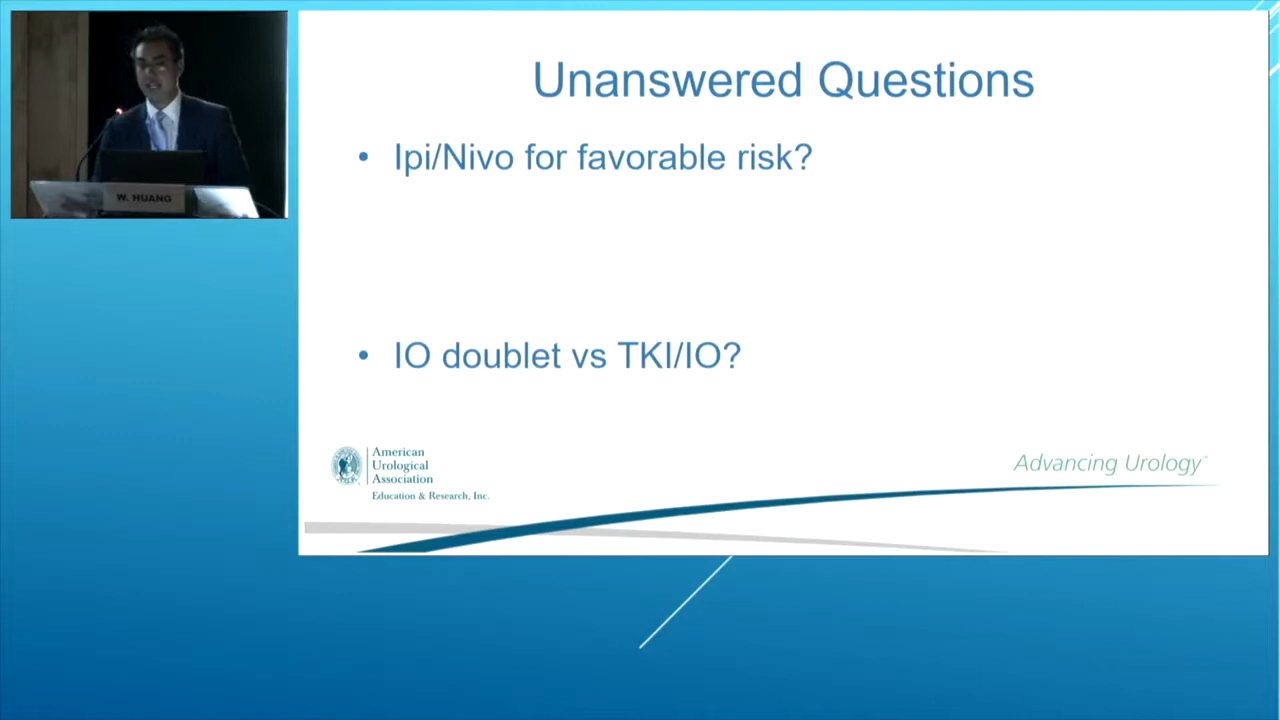 W. HUANG
Unanswered Questions
• Ipi/Nivo for favorable risk?
• IO doublet vs TKI/IO?
American
Urological
Association
Education & Research, Inc.
Advancing Urology™